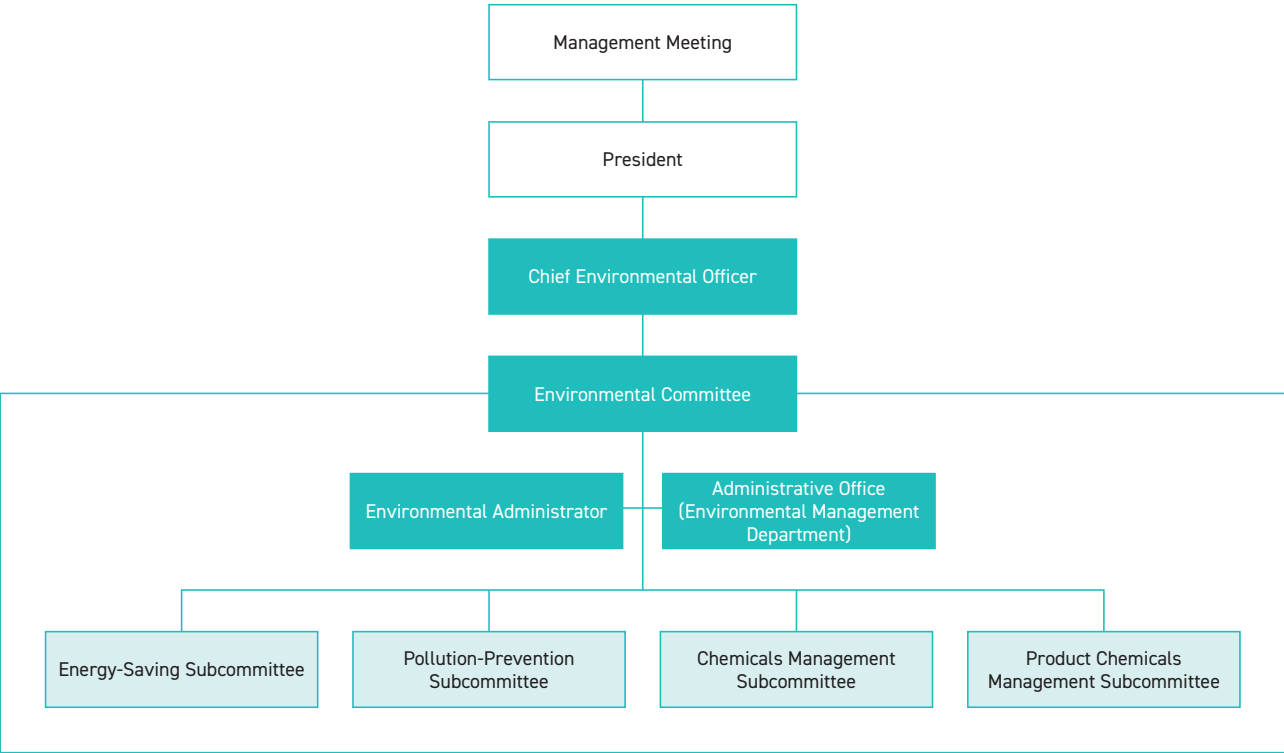 Management Meeting
President
Chief Environmental Officer
Environmental Committee
Environmental Administrator
Administrative Office
(Environmental Management
Department)
Energy-Saving Subcommittee
Pollution-Prevention
Subcommittee
Chemicals Management
Subcommittee
Product Chemicals
Management Subcommittee